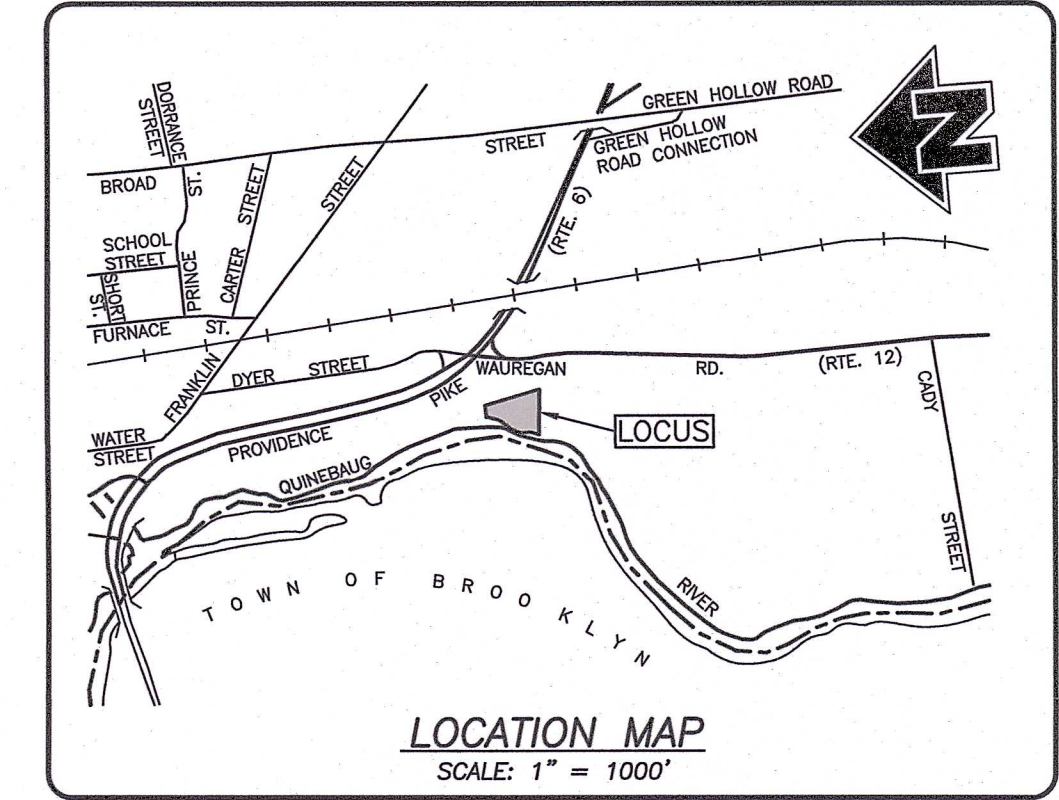 DORRANCE
STREET
GREEN HOLLOW ROAD
STREET
GREEN HOLLOW
ROAD CONNECTION
N
BROAD
ST.
STREET
STREET
(RTE. 6)
SCHOOL
STREET
SHORT
ST.
PRINCE
CARTER
FURNACE ST.
FRANKLIN
DYER STREET
WAUREGAN RD. (RTE. 12)
PIKE
CADY
LOCUS
WATER
STREET
PROVIDENCE
QUINEBAUG
STREET
RIVER
TOWN OF BROOKLYN
LOCATION MAP
SCALE: 1" = 1000'